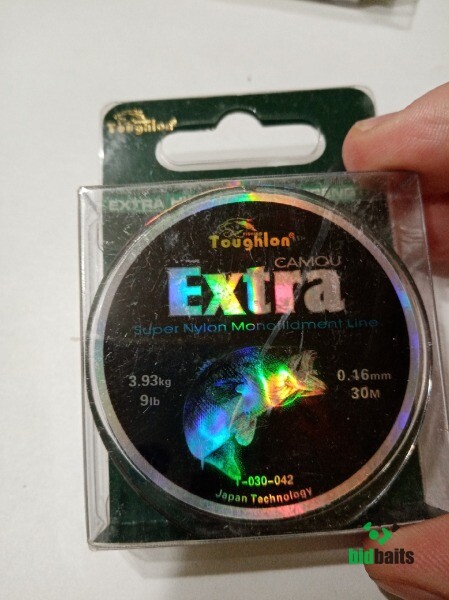 Toughlon
EXTRA
Toughlon
CAMOU
Extra
Super Nylon Monofilament Line
3.93kg
9lb
0.16mm
30M
T-030-042
Japan Technology
bidbaits